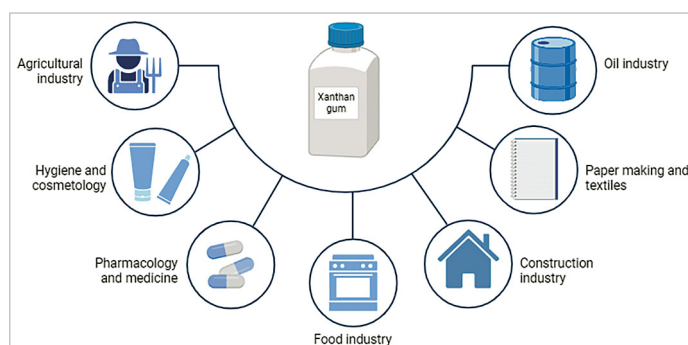 Xanthan
gum
Agricultural
industry
Oil industry
Hygiene and
cosmetology
Paper making and
textiles
Pharmacology
and medicine
Construction
industry
Food industry